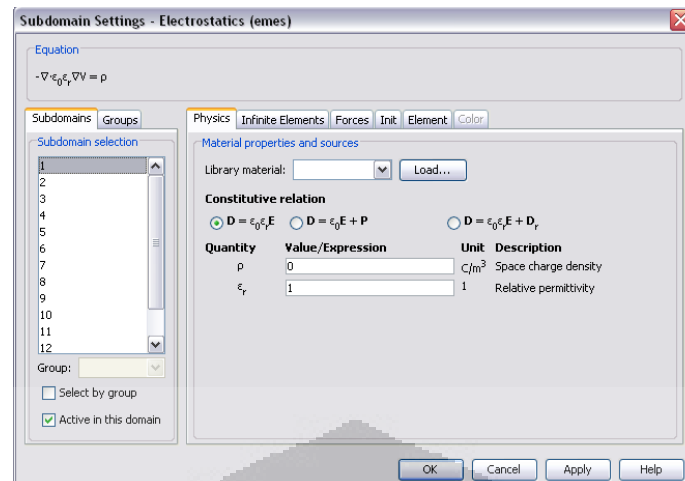 Subdomain Settings - Electrostatics (emes)
Equation
-∇·ε₀εᵣ∇V = ρ
Subdomains Groups
Physics Infinite Elements Forces Init Element Color
Subdomain selection
1
2
3
4
5
6
7
8
9
10
11
12
Group:
Select by group
Active in this domain
Material properties and sources
Library material: Load...
Constitutive relation
D = ε₀εᵣE D = ε₀E + P D = ε₀εᵣE + Dᵣ
Quantity Value/Expression Unit Description
ρ 0 C/m³ Space charge density
εᵣ 1 1 Relative permittivity
OK Cancel Apply Help